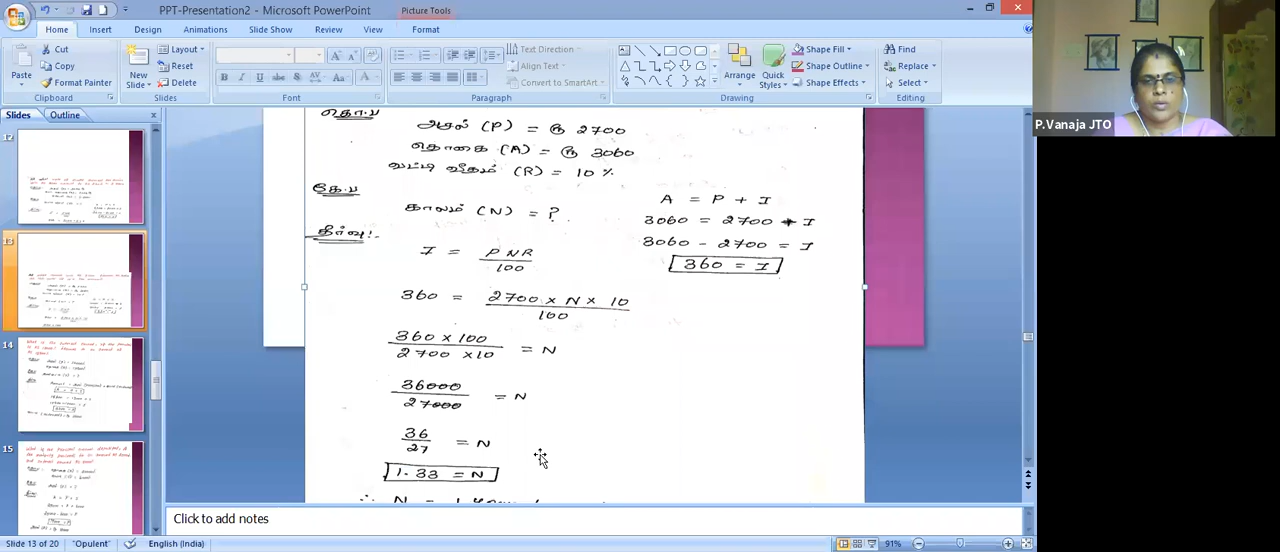 PPT-Presentation2 - Microsoft PowerPoint
Picture Tools
Home
Insert
Design
Animations
Slide Show
Review
View
Format
Cut
Copy
Format Painter
Paste
Clipboard
New Slide
Layout
Reset
Delete
Slides
B
I
U
abc
S
AV
Aa
A
Font
Text Direction
Align Text
Convert to SmartArt
Paragraph
Arrange
Quick Styles
Shape Fill
Shape Outline
Shape Effects
Drawing
Find
Replace
Select
Editing
P.Vanaja JTO
Slides
Outline
12
13
14
15
அசல் (P) = ரூ 2700
தொகை (A) = ரூ 3060
வட்டி வீதம் (R) = 10 %
காலம் (N) = ?
தீர்வு:-
A = P + I
3060 = 2700 + I
3060 - 2700 = I
360 = I
I = PNR / 100
360 = 2700 × N × 10 / 100
360 × 100 / 2700 × 10 = N
36000 / 27000 = N
36 / 27 = N
1.33 = N
∴ N = 1
Click to add notes
Slide 13 of 20
"Opulent"
English (India)
91%